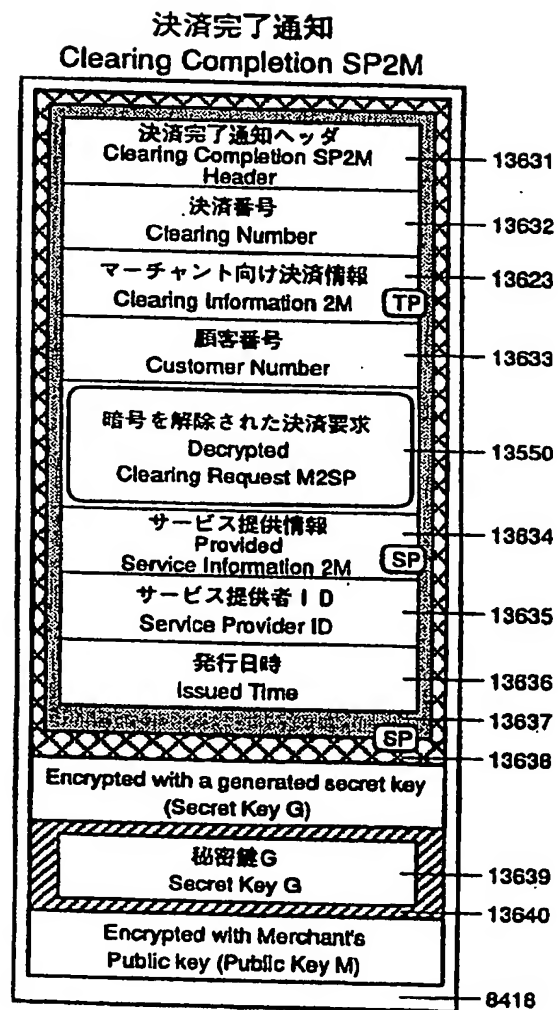 決済完了通知
Clearing Completion SP2M
決済完了通知ヘッダ
Clearing Completion SP2M
Header
13631
決済番号
Clearing Number
13632
マーチャント向け決済情報
Clearing Information 2M
TP
13623
顧客番号
Customer Number
13633
暗号を解除された決済要求
Decrypted
Clearing Request M2SP
13550
サービス提供情報
Provided
Service Information 2M
SP
13634
サービス提供者ID
Service Provider ID
13635
発行日時
Issued Time
13636
13637
SP
13638
Encrypted with a generated secret key
(Secret Key G)
秘密鍵G
Secret Key G
13639
13640
Encrypted with Merchant's
Public key (Public Key M)
8418